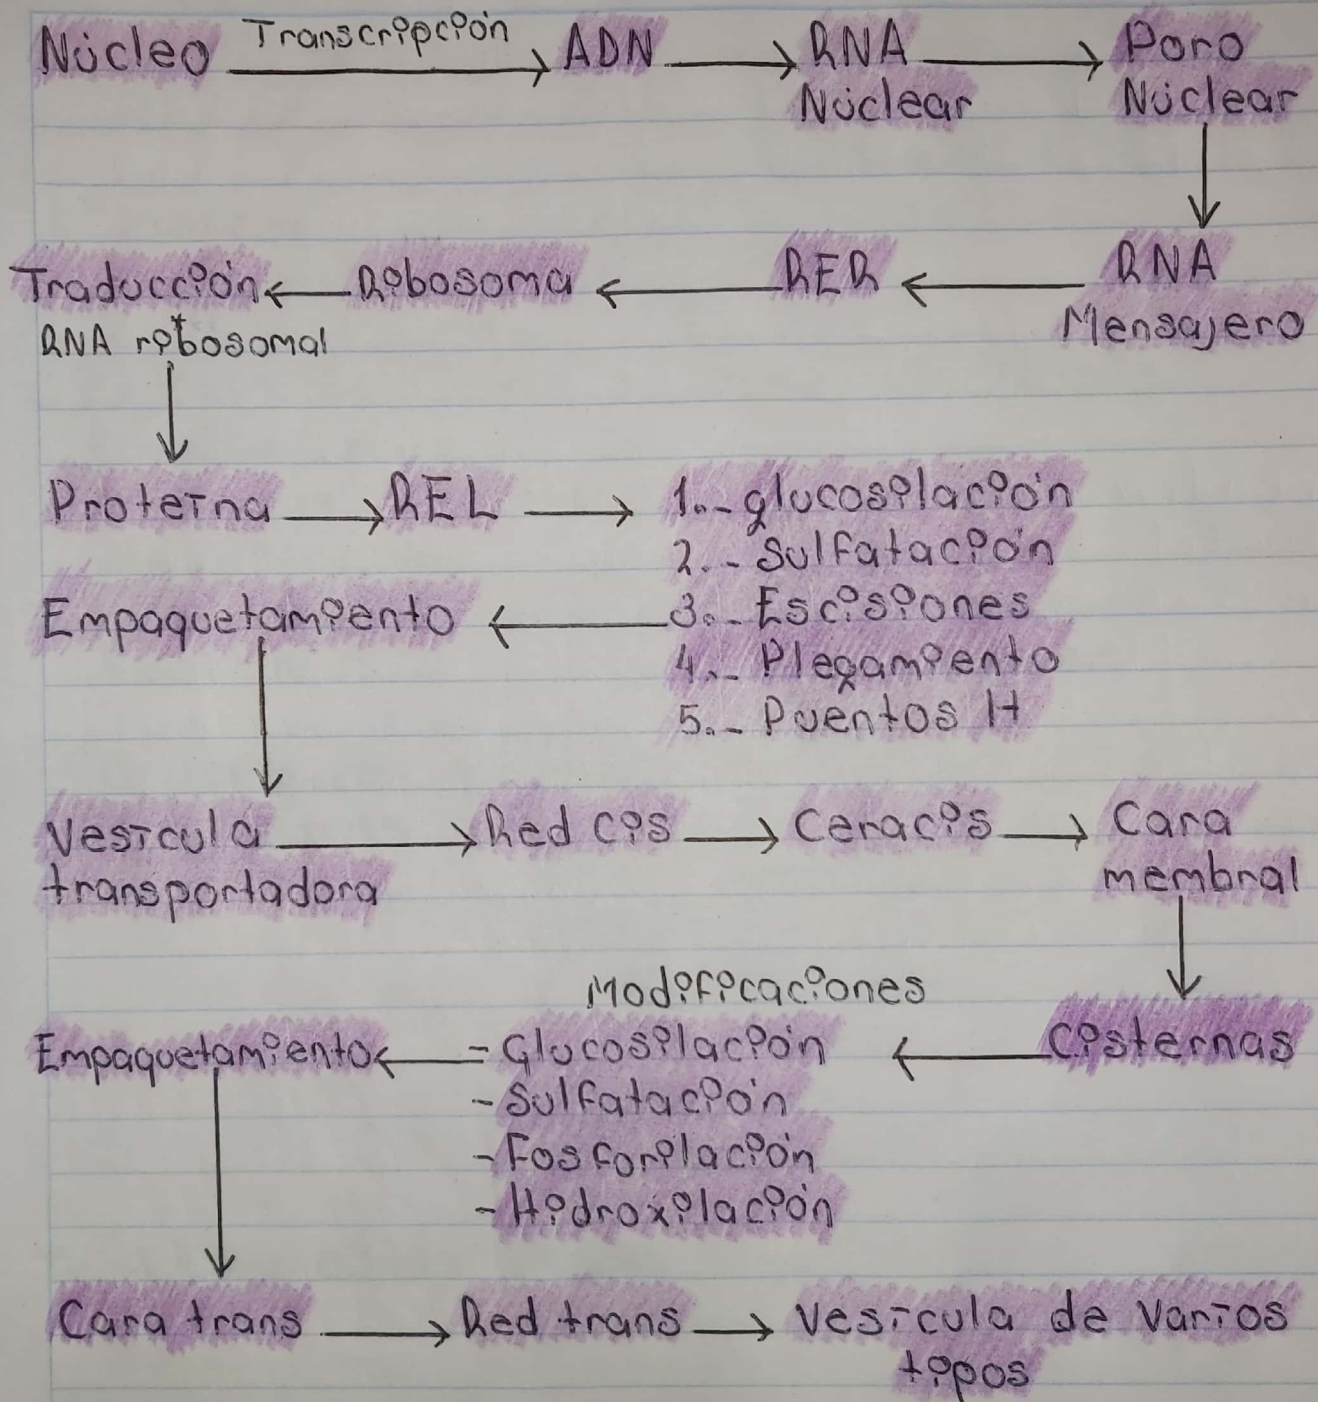 Núcleo Transcripción ADN RNA Poro
Núclear Núclear
Traducción Ribosoma RER RNA
RNA ribosomal Mensajero
Proteína REL 1.- glucosilación
2.- Sulfatación
Empaquetamiento 3.- Escisiones
4.- Plegamiento
5.- Puentos H
Vesícula Red cis Ceracis Cara
transportadora membral
Modificaciones
Empaquetamiento - Glucosilación Cisternas
- Sulfatación
- Fosforilación
- Hidroxilación
Cara trans Red trans Vesícula de Varios
tipos